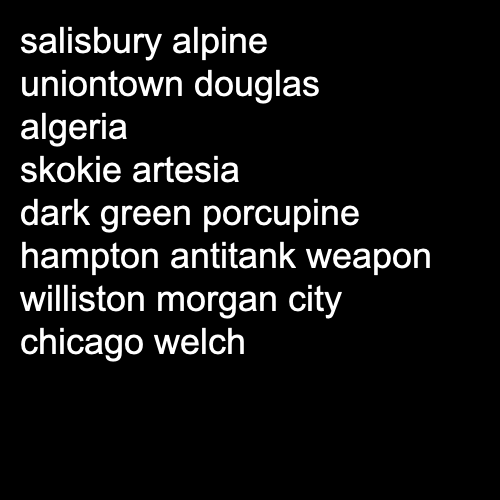 salisbury alpine
uniontown douglas
algeria
skokie artesia
dark green porcupine
hampton antitank weapon
williston morgan city
chicago welch